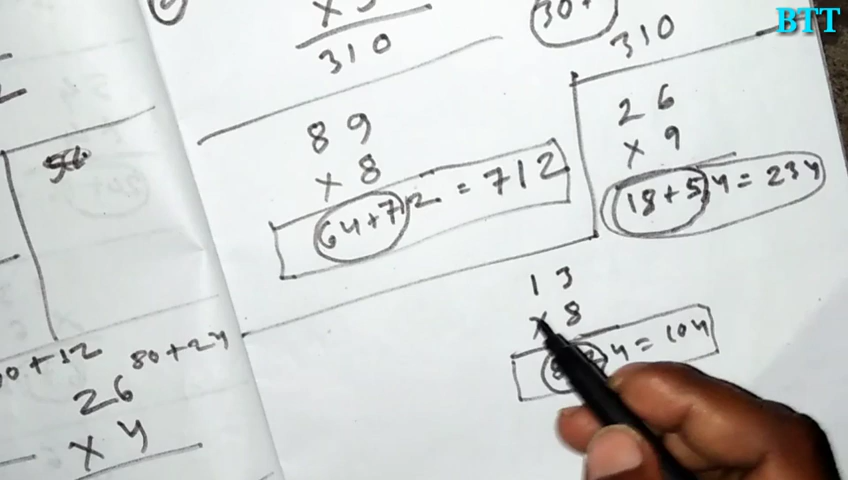 BTT
310
310
89
× 8
64+7/2 = 712
26
× 9
18+5/4 = 234
13
× 8
4 = 104
+12 80+24
26
× 4